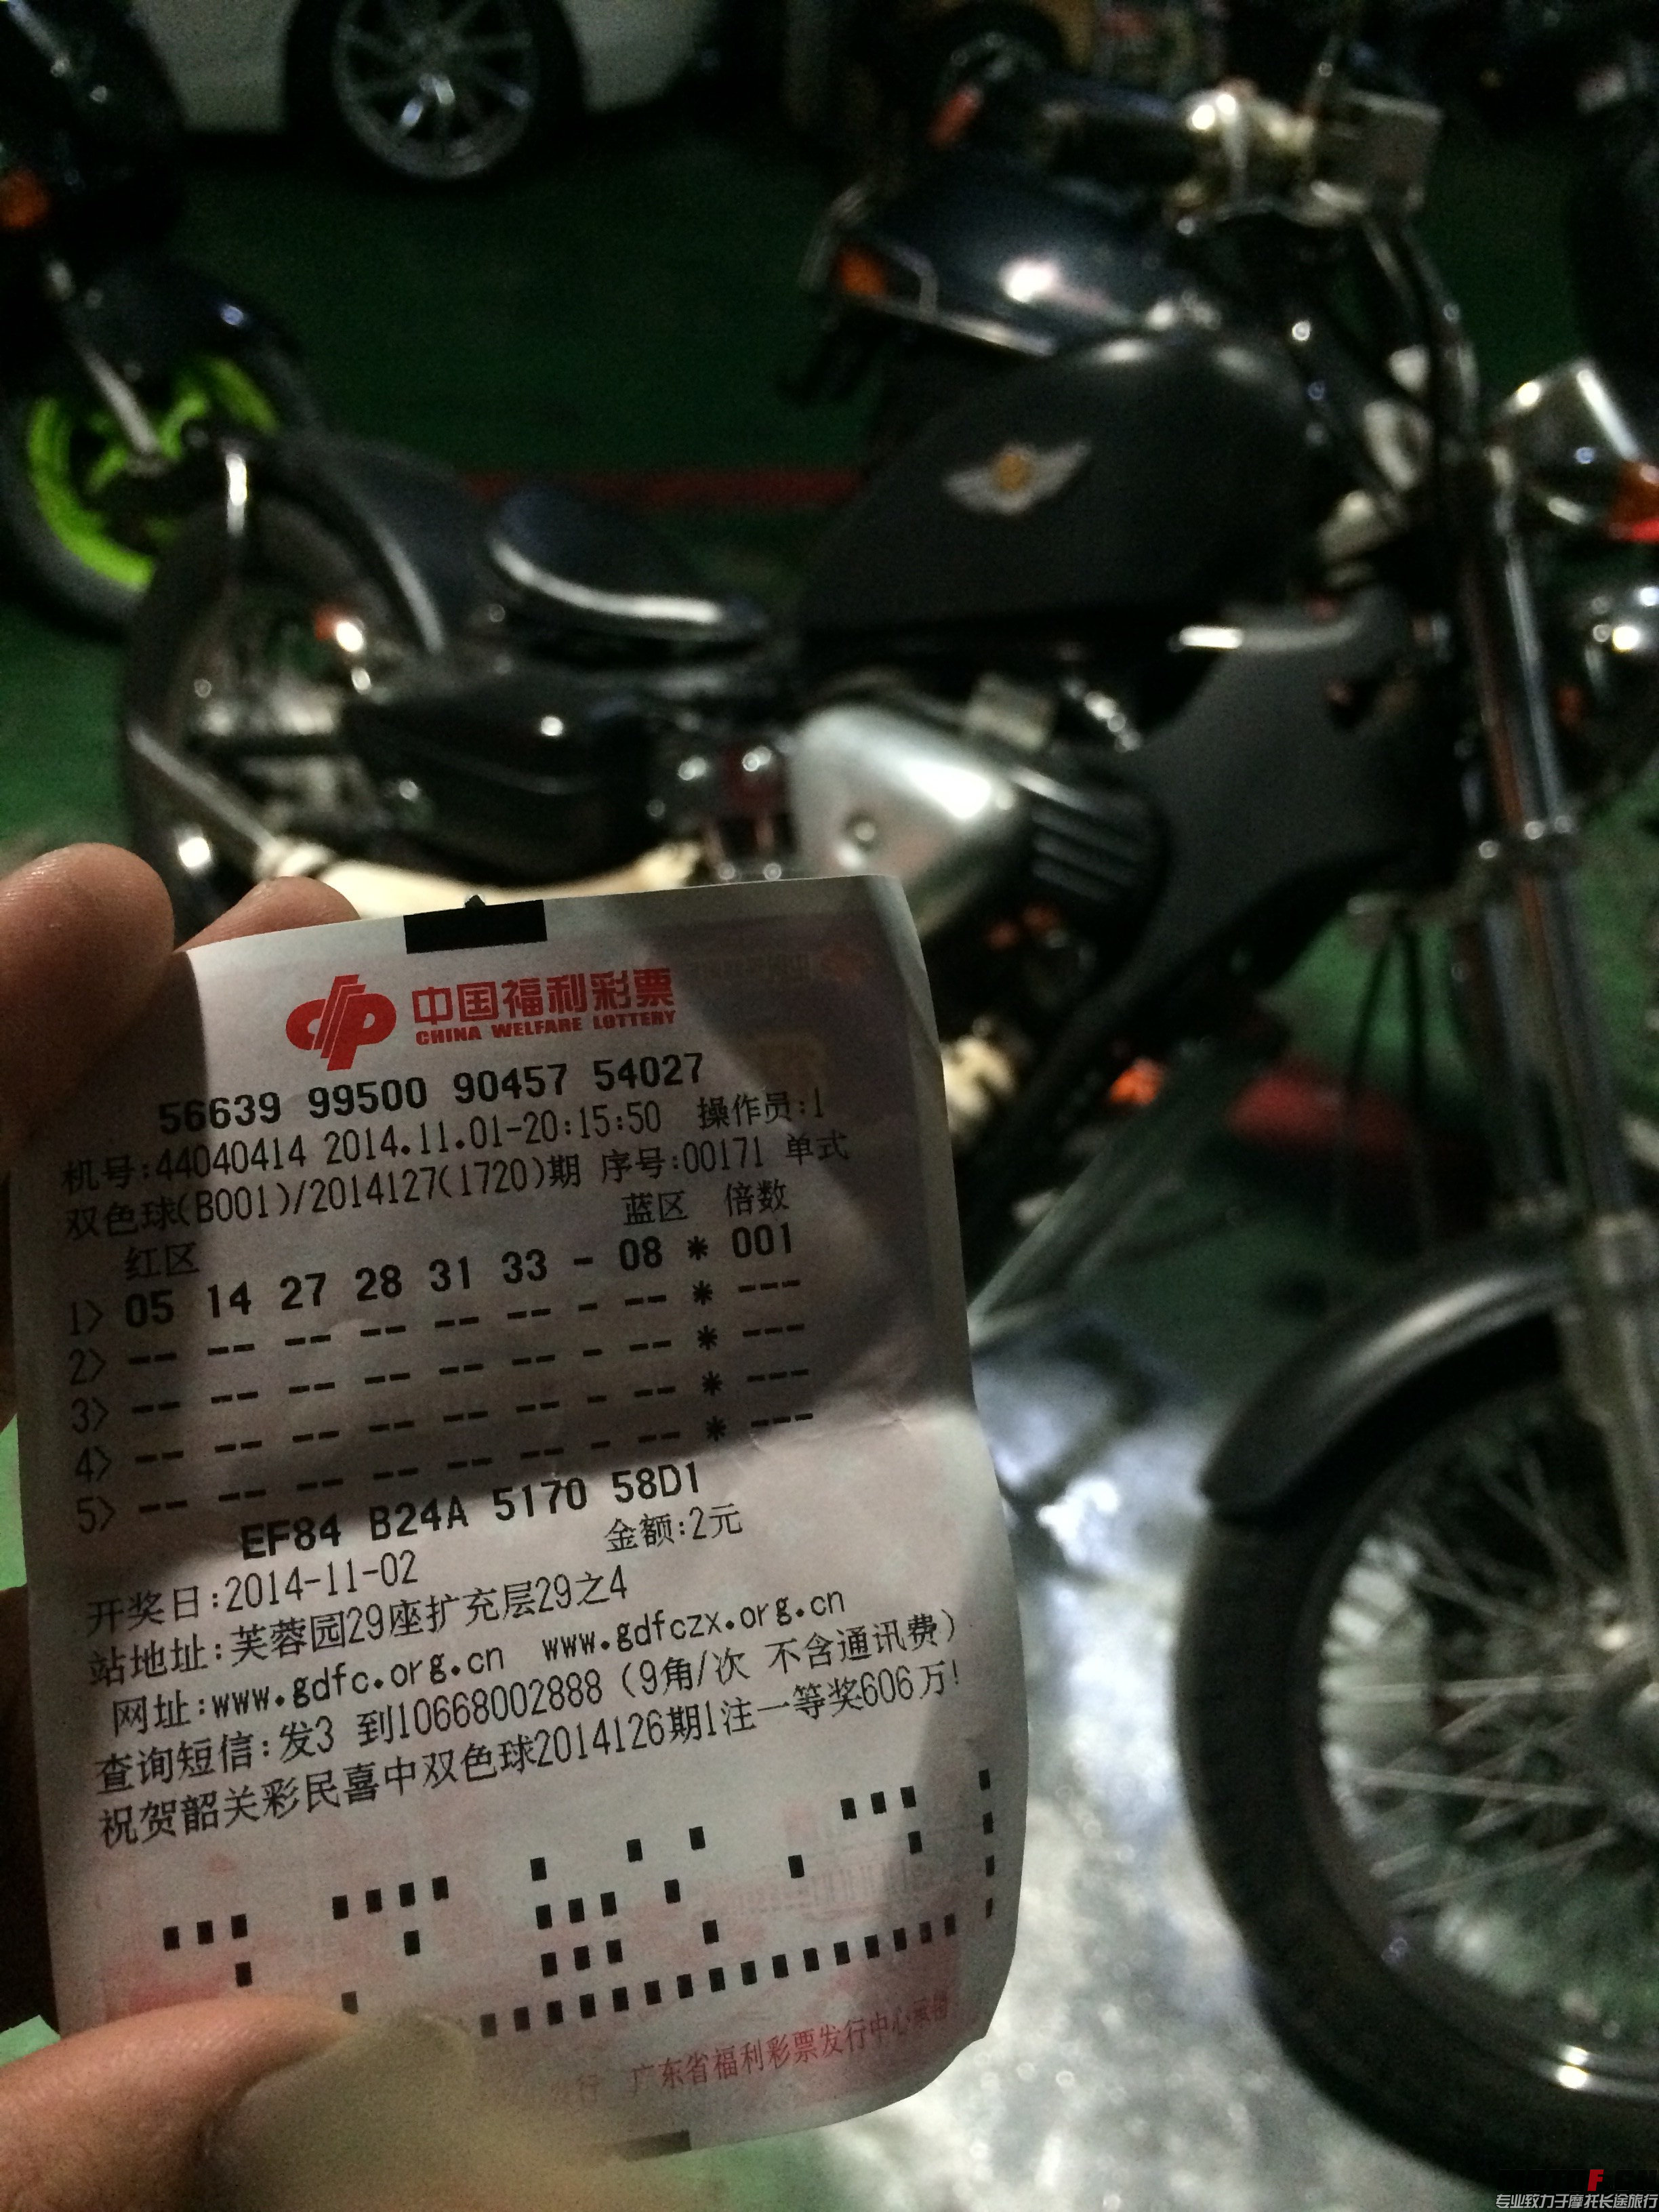 中国福利彩票
CHINA WELFARE LOTTERY
56639 99500 90457 54027
机号:44040414 2014.11.01-20:15:50 操作员:1
双色球(B001)/2014127(1720)期 序号:00171 单式
红区 蓝区 倍数
1> 05 14 27 28 31 33 - 08 * 001
2> -- -- -- -- -- -- - -- * ---
3> -- -- -- -- -- -- - -- * ---
4> -- -- -- -- -- -- - -- * ---
5> -- -- -- -- -- -- - -- * ---
EF84 B24A 5170 58D1
开奖日:2014-11-02 金额:2元
站地址:芙蓉园29座扩充层29之4
网址:www.gdfc.org.cn www.gdfczx.org.cn
查询短信:发3 到10668002888（9角/次 不含通讯费）
祝贺韶关彩民喜中双色球2014126期1注一等奖606万!
广东省福利彩票发行中心承销
专业致力于摩托长途旅行